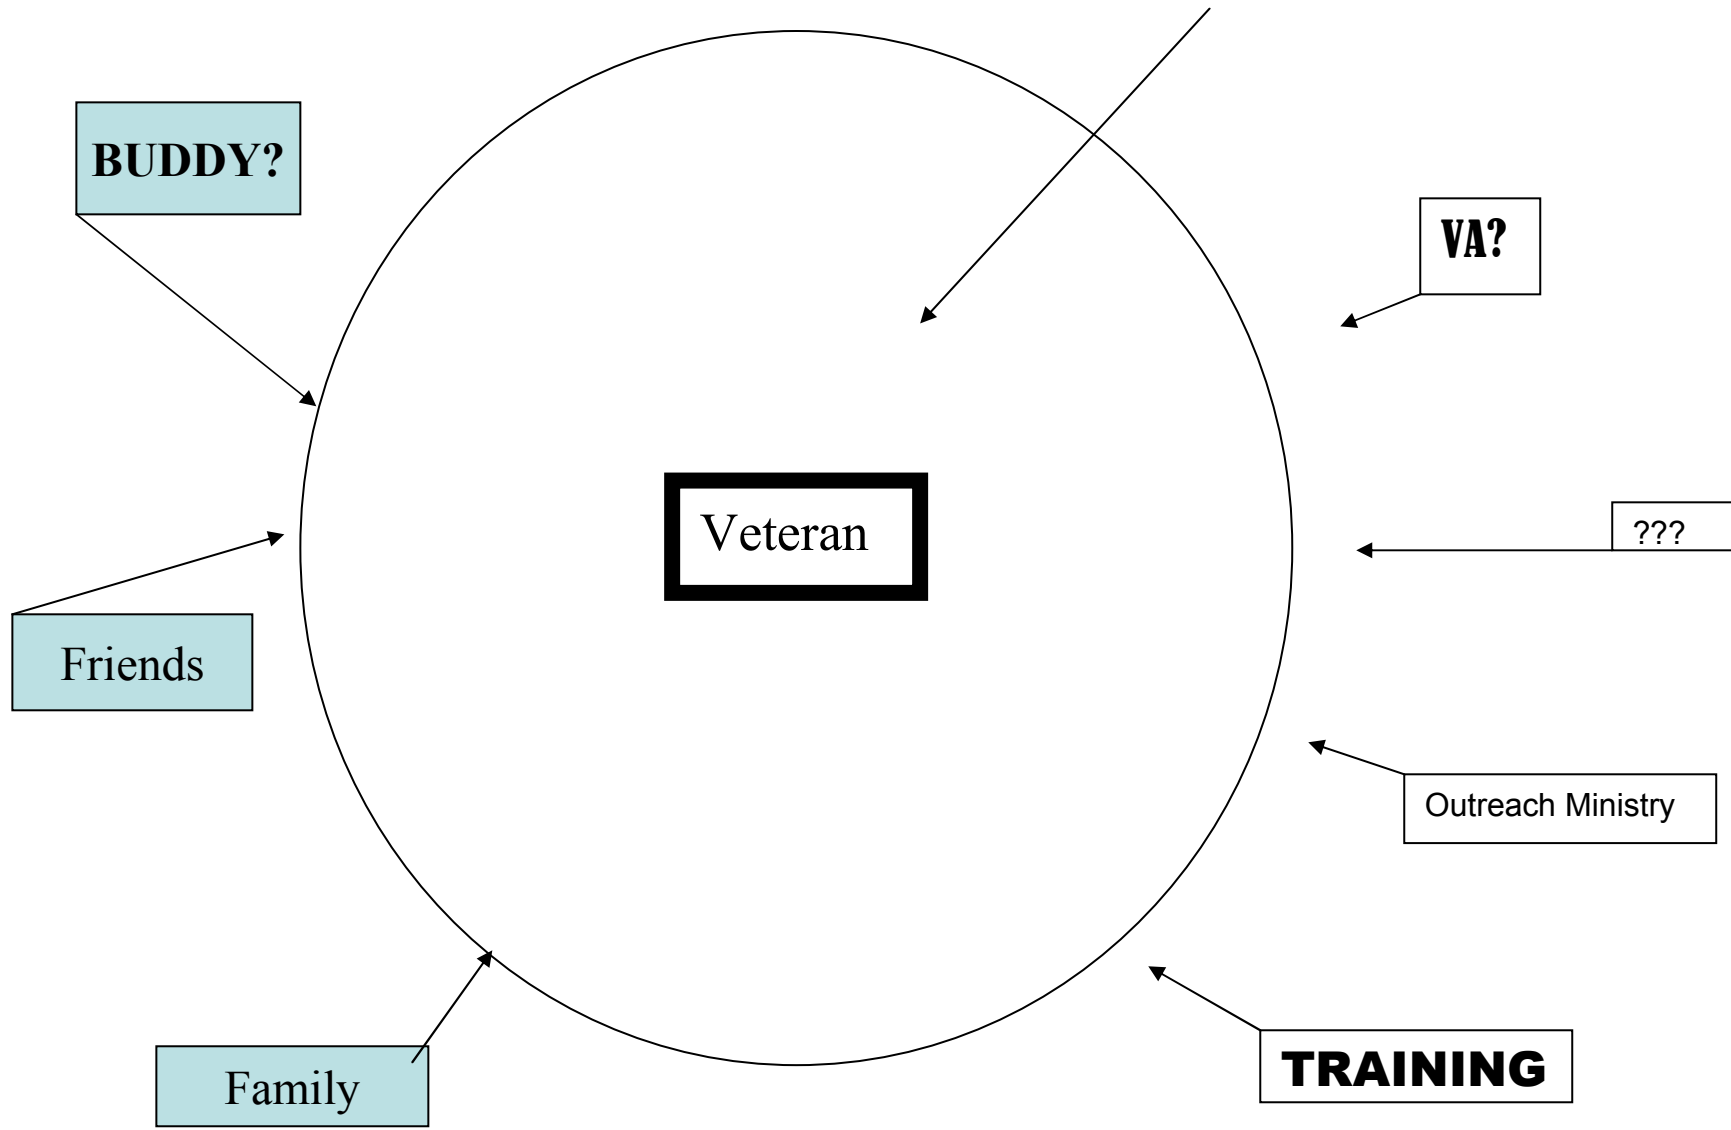 BUDDY?
VA?
Veteran
???
Friends
Outreach Ministry
TRAINING
Family